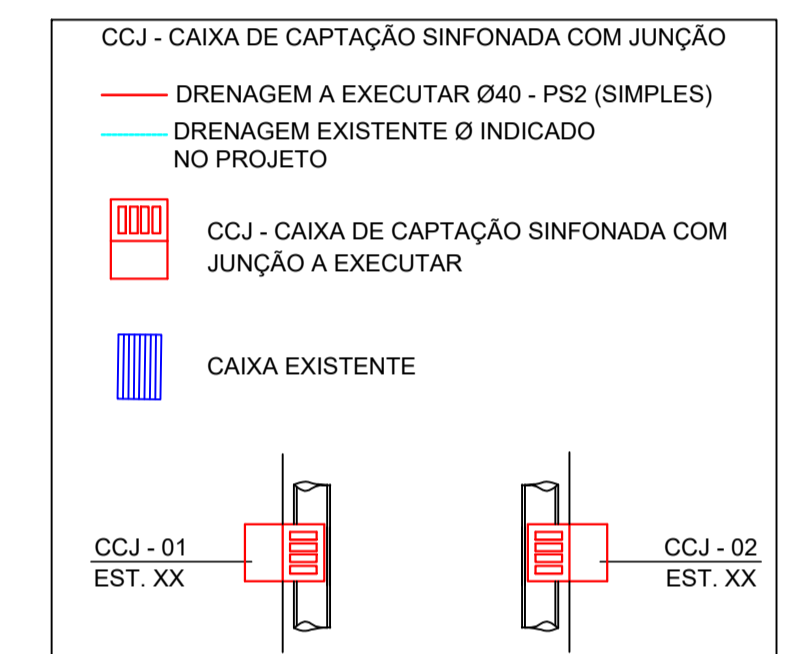 CCJ - CAIXA DE CAPTAÇÃO SINFONADA COM JUNÇÃO
DRENAGEM A EXECUTAR Ø40 - PS2 (SIMPLES)
DRENAGEM EXISTENTE Ø INDICADO
NO PROJETO
CCJ - CAIXA DE CAPTAÇÃO SINFONADA COM
JUNÇÃO A EXECUTAR
CAIXA EXISTENTE
CCJ - 01
EST. XX
CCJ - 02
EST. XX